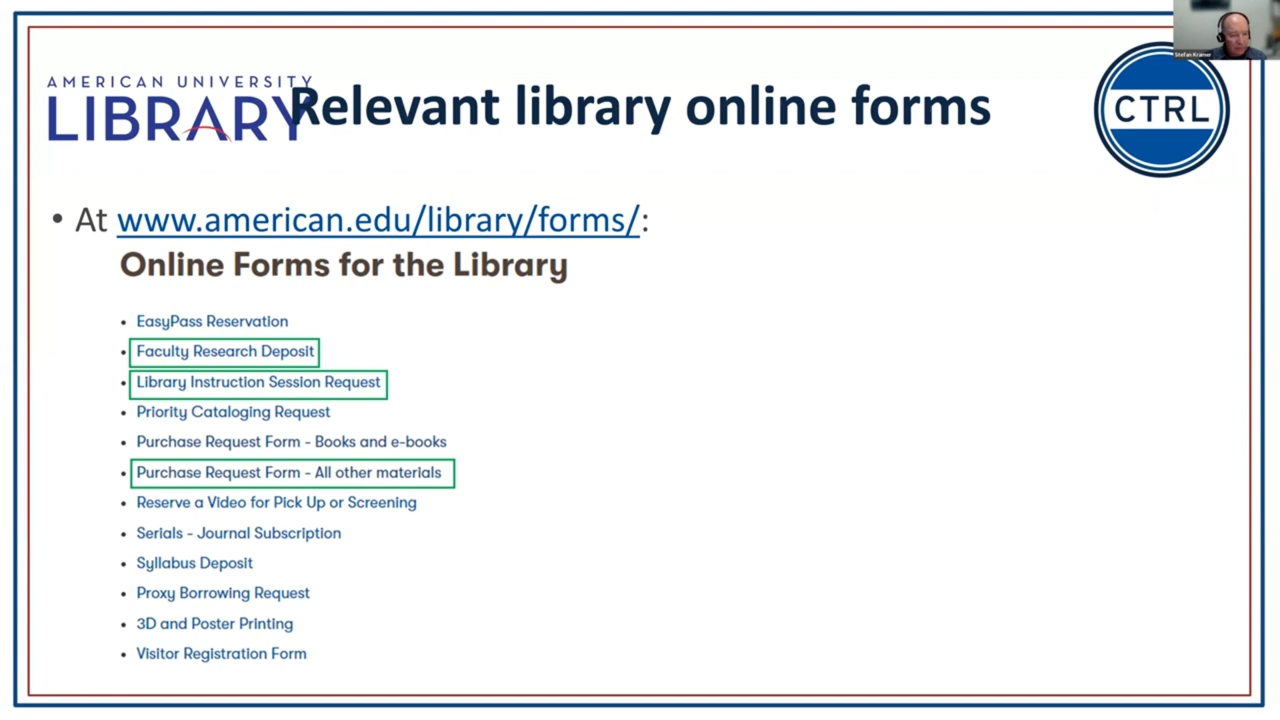 Stefan Kramer
AMERICAN UNIVERSITY
LIBRARY
Relevant library online forms
CTRL
• At www.american.edu/library/forms/:
Online Forms for the Library
• EasyPass Reservation
• Faculty Research Deposit
• Library Instruction Session Request
• Priority Cataloging Request
• Purchase Request Form - Books and e-books
• Purchase Request Form - All other materials
• Reserve a Video for Pick Up or Screening
• Serials - Journal Subscription
• Syllabus Deposit
• Proxy Borrowing Request
• 3D and Poster Printing
• Visitor Registration Form